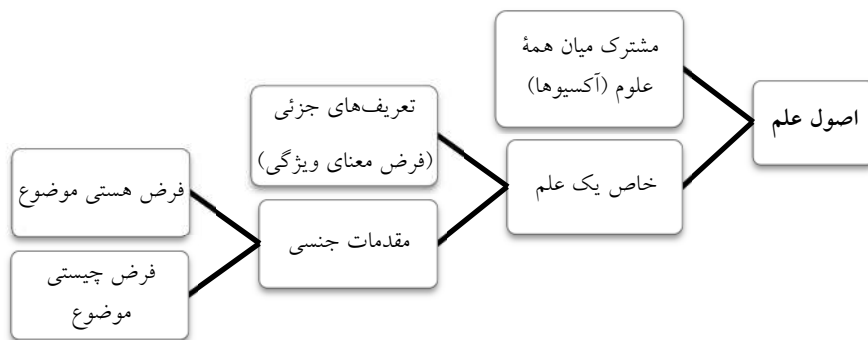 اصول علم
مشترک میان همهٔ
علوم (آکسیوها)
خاص یک علم
تعریف‌های جزئی
(فرض معنای ویژگی)
مقدمات جنسی
فرض هستی موضوع
فرض چیستی
موضوع